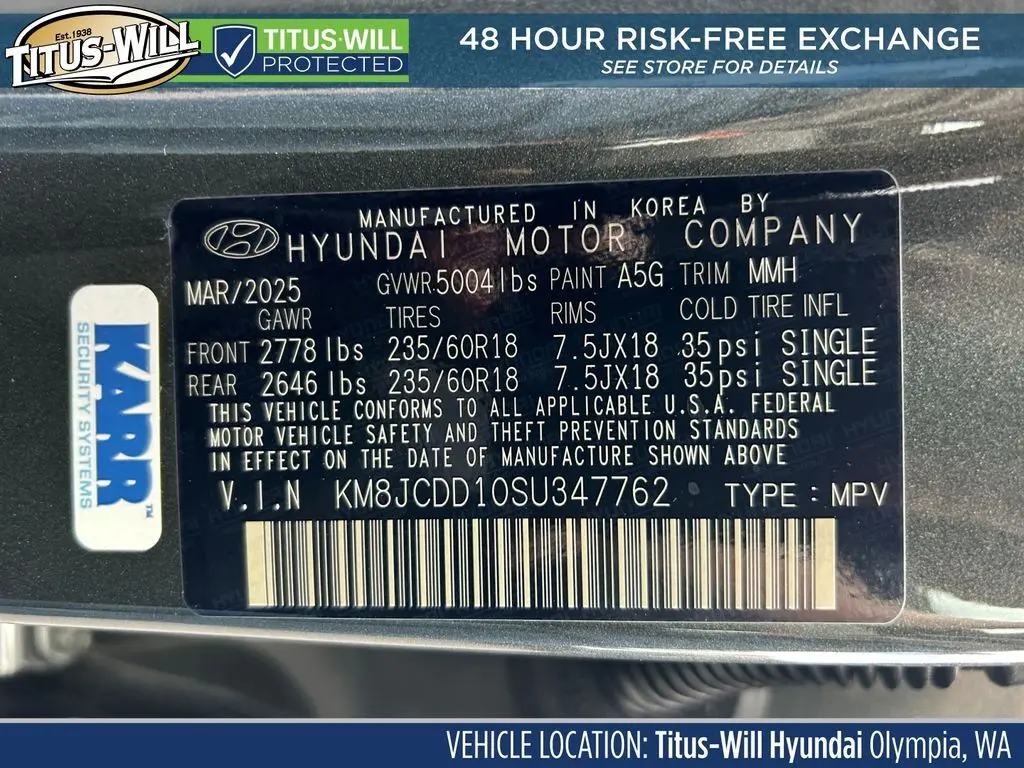 Est. 1938
TITUS-WILL
TITUS-WILL
PROTECTED
48 HOUR RISK-FREE EXCHANGE
SEE STORE FOR DETAILS
MANUFACTURED IN KOREA BY
HYUNDAI MOTOR COMPANY
MAR/2025 GVWR 5004 lbs PAINT A5G TRIM MMH
GAWR TIRES RIMS COLD TIRE INFL
FRONT 2778 lbs 235/60R18 7.5JX18 35psi SINGLE
REAR 2646 lbs 235/60R18 7.5JX18 35psi SINGLE
THIS VEHICLE CONFORMS TO ALL APPLICABLE U.S.A. FEDERAL
MOTOR VEHICLE SAFETY AND THEFT PREVENTION STANDARDS
IN EFFECT ON THE DATE OF MANUFACTURE SHOWN ABOVE
V.I.N KM8JCDD10SU347762 TYPE : MPV
KARR™
SECURITY SYSTEMS
VEHICLE LOCATION: Titus-Will Hyundai Olympia, WA